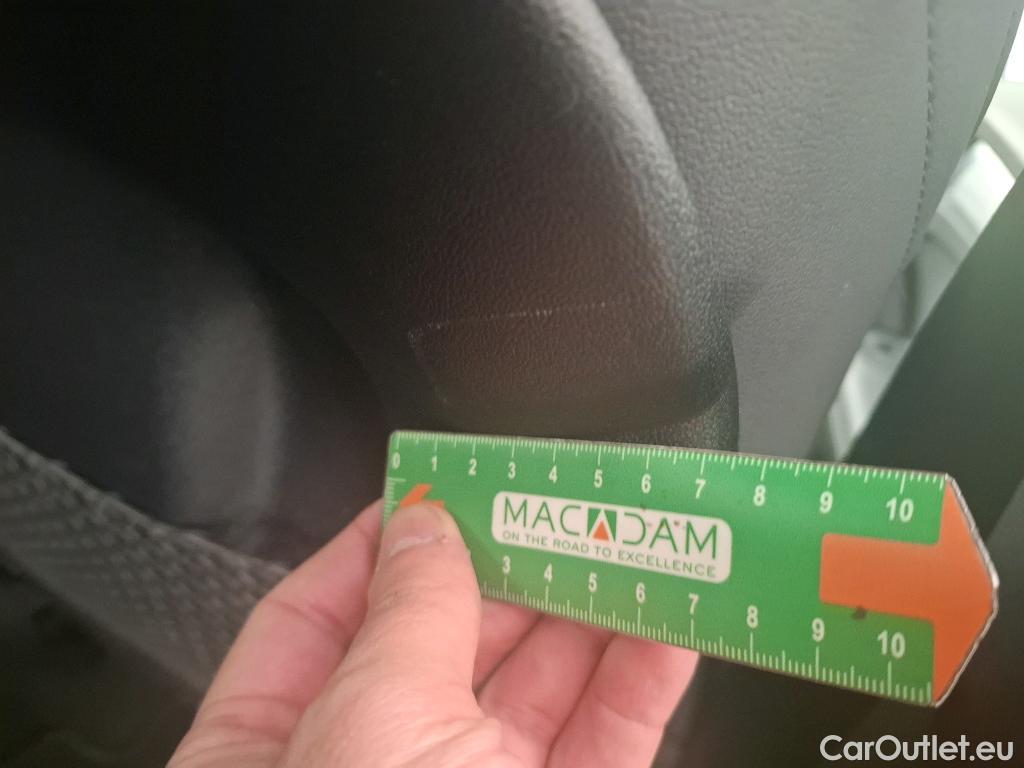 0 1 2 3 4 5 6 7 8 9 10
MACADAM
ON THE ROAD TO EXCELLENCE
3 4 5 6 7 8 9 10
CarOutlet.eu